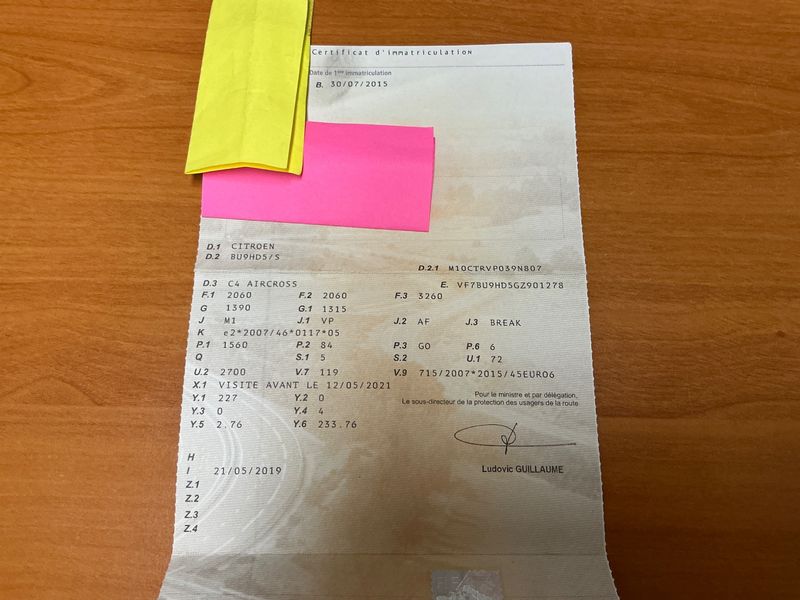 Certificat d'immatriculation
Date de 1ère immatriculation
B. 30/07/2015
D.1 CITROEN
D.2 BU9HD5/S
D.2.1 M10CTRVP039N807
D.3 C4 AIRCROSS E. VF7BU9HD5GZ901278
F.1 2060 F.2 2060 F.3 3260
G 1390 G.1 1315
J M1 J.1 VP J.2 AF J.3 BREAK
K e2*2007/46*0117*05
P.1 1560 P.2 84 P.3 GO P.6 6
Q S.1 5 S.2 U.1 72
U.2 2700 V.7 119 V.9 715/2007*2015/45EURO6
X.1 VISITE AVANT LE 12/05/2021
Y.1 227 Y.2 0 Pour le ministre et par délégation,
Le sous-directeur de la protection des usagers de la route
Y.3 0 Y.4 4
Y.5 2.76 Y.6 233.76
H
I 21/05/2019 Ludovic GUILLAUME
Z.1
Z.2
Z.3
Z.4